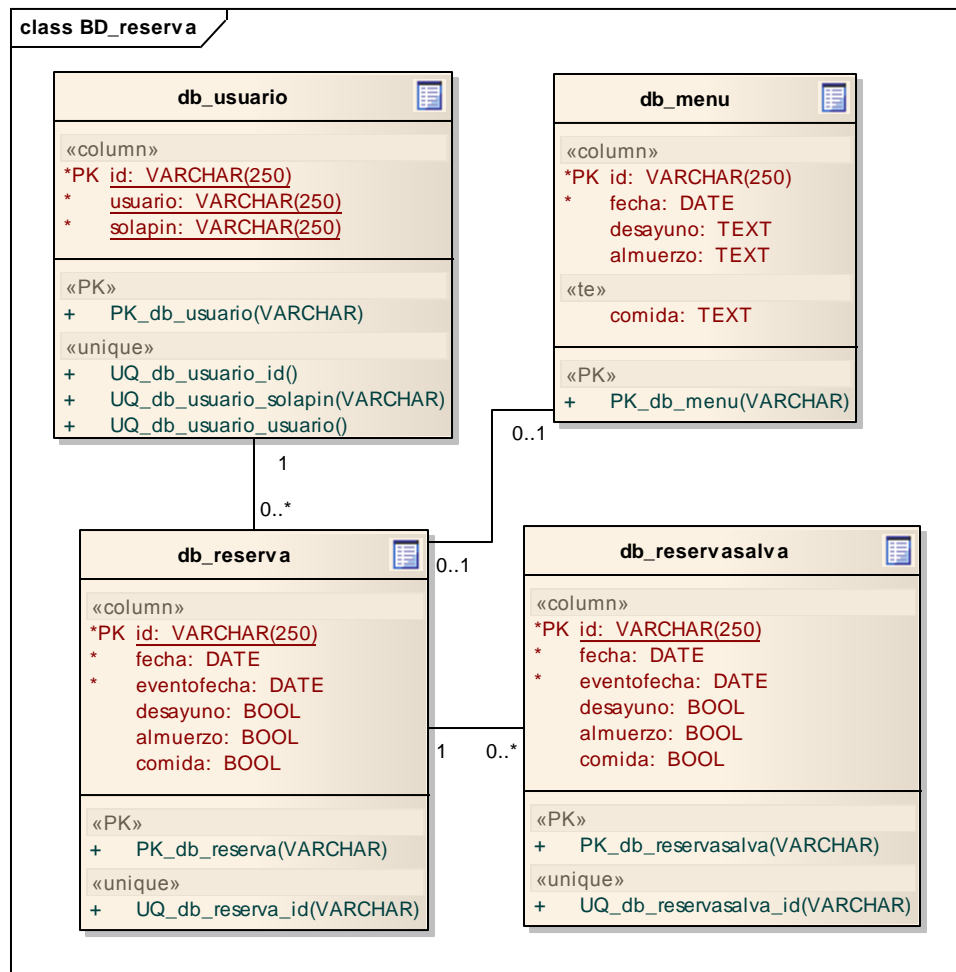 class BD_reserva
db_usuario
«column»
*PK id: VARCHAR(250)
* usuario: VARCHAR(250)
* solapin: VARCHAR(250)
«PK»
+ PK_db_usuario(VARCHAR)
«unique»
+ UQ_db_usuario_id()
+ UQ_db_usuario_solapin(VARCHAR)
+ UQ_db_usuario_usuario()
db_menu
«column»
*PK id: VARCHAR(250)
* fecha: DATE
desayuno: TEXT
almuerzo: TEXT
«te»
comida: TEXT
«PK»
+ PK_db_menu(VARCHAR)
0..1
1
0..*
0..1
db_reserva
«column»
*PK id: VARCHAR(250)
* fecha: DATE
* eventofecha: DATE
desayuno: BOOL
almuerzo: BOOL
comida: BOOL
«PK»
+ PK_db_reserva(VARCHAR)
«unique»
+ UQ_db_reserva_id(VARCHAR)
1 0..*
db_reservasalva
«column»
*PK id: VARCHAR(250)
* fecha: DATE
* eventofecha: DATE
desayuno: BOOL
almuerzo: BOOL
comida: BOOL
«PK»
+ PK_db_reservasalva(VARCHAR)
«unique»
+ UQ_db_reservasalva_id(VARCHAR)